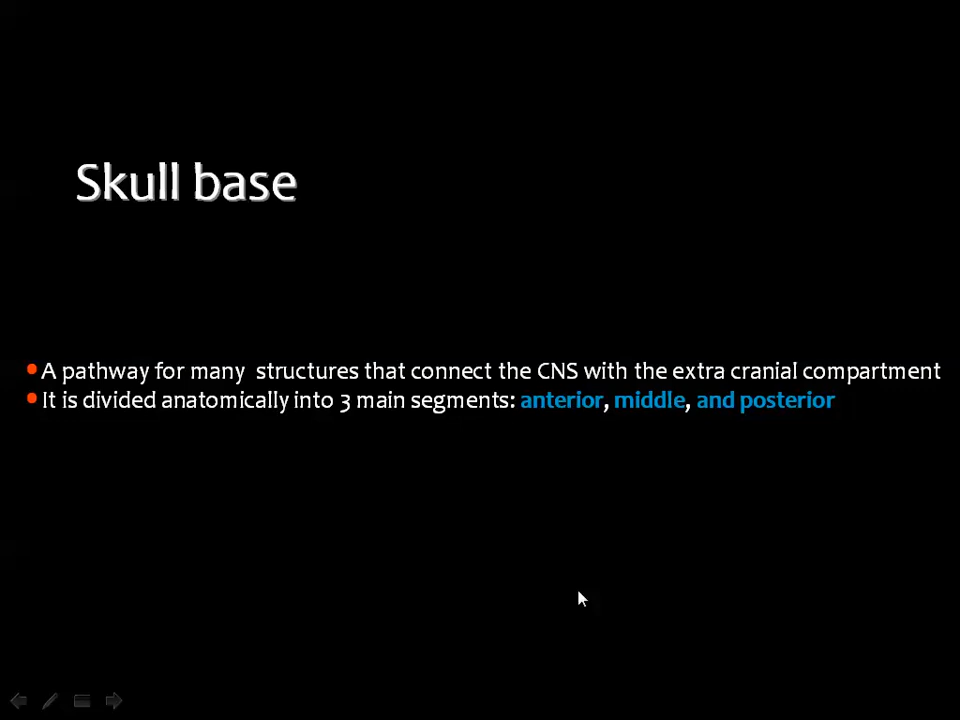 Skull base
• A pathway for many structures that connect the CNS with the extra cranial compartment
• It is divided anatomically into 3 main segments: anterior, middle, and posterior